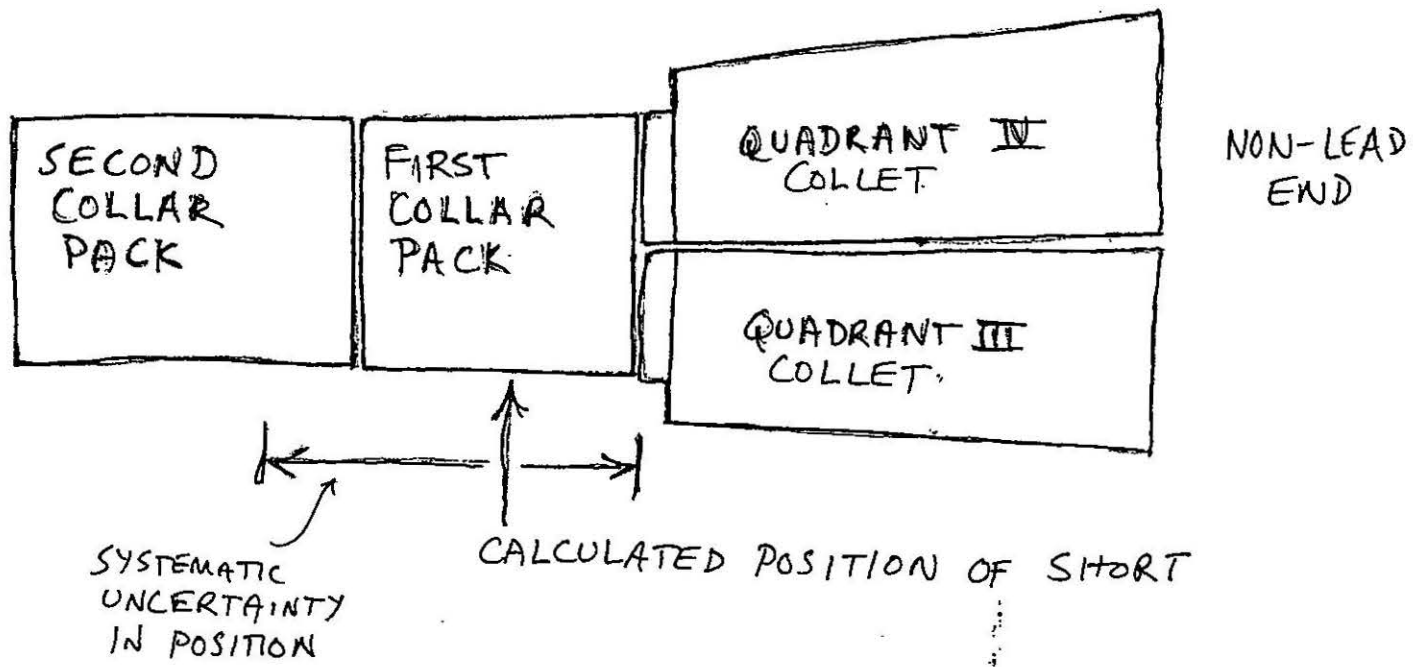 SECOND
COLLAR
PACK
FIRST
COLLAR
PACK
QUADRANT IV
COLLET
NON-LEAD
END
QUADRANT III
COLLET
SYSTEMATIC
UNCERTAINTY
IN POSITION
CALCULATED POSITION OF SHORT